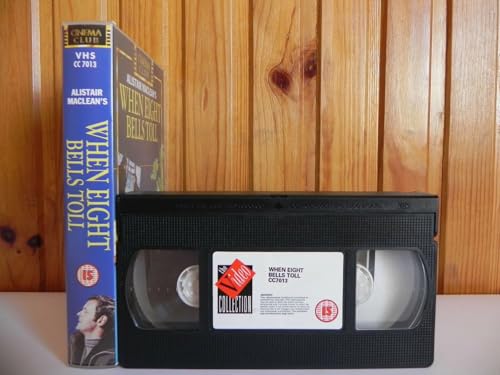 CINEMA
CLUB
VHS
CC 7013
ALISTAIR
MACLEAN'S
WHEN EIGHT
BELLS TOLL
15
ALISTAIR MACLEAN'S
WHEN EIGHT
BELLS TOLL
the
Video
COLLECTION
WHEN EIGHT
BELLS TOLL
CC7013
15